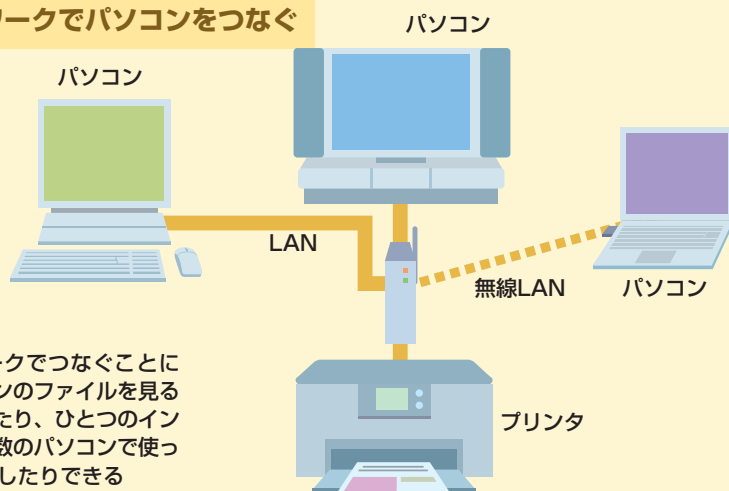 ワークでパソコンをつなぐ
パソコン
パソコン
LAN
無線LAN
パソコン
ークでつなぐことに
ンのファイルを見る
たり、ひとつのイン
数のパソコンで使っ
したりできる
プリンタ